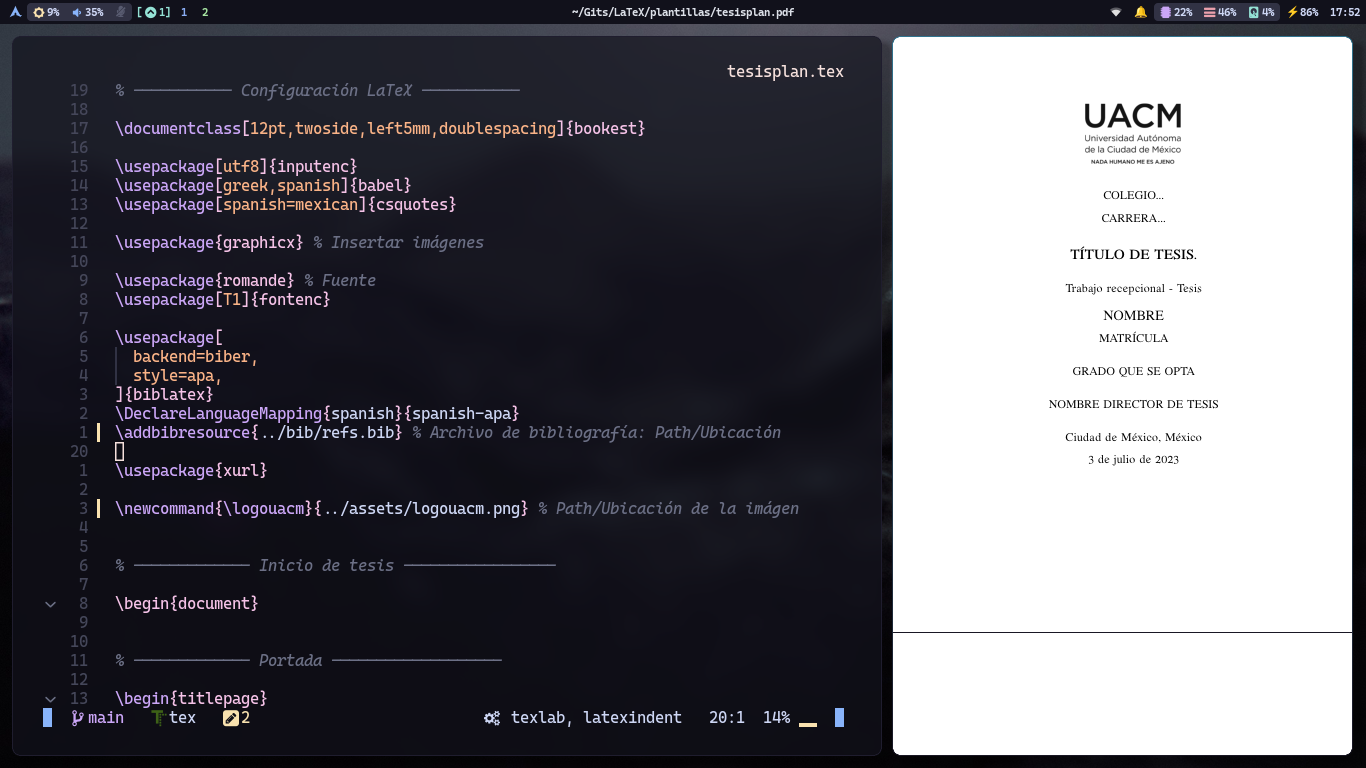 9% 35% [ 1] 1 2 ~/Gits/LaTeX/plantillas/tesisplan.pdf 22% 46% 4% 86% 17:52
tesisplan.tex
19 % ─────────── Configuración LaTeX ───────────
18
17 \documentclass[12pt,twoside,left5mm,doublespacing]{bookest}
16
15 \usepackage[utf8]{inputenc}
14 \usepackage[greek,spanish]{babel}
13 \usepackage[spanish=mexican]{csquotes}
12
11 \usepackage{graphicx} % Insertar imágenes
10
9 \usepackage{romande} % Fuente
8 \usepackage[T1]{fontenc}
7
6 \usepackage[
5 backend=biber,
4 style=apa,
3 ]{biblatex}
2 \DeclareLanguageMapping{spanish}{spanish-apa}
1 \addbibresource{../bib/refs.bib} % Archivo de bibliografía: Path/Ubicación
20
1 \usepackage{xurl}
2
3 \newcommand{\logouacm}{../assets/logouacm.png} % Path/Ubicación de la imágen
4
5
6 % ───────────── Inicio de tesis ─────────────────
7
8 \begin{document}
9
10
11 % ───────────── Portada ───────────────────
12
13 \begin{titlepage}
main tex 2 texlab, latexindent 20:1 14%
UACM
Universidad Autónoma
de la Ciudad de México
NADA HUMANO ME ES AJENO
COLEGIO...
CARRERA...
TÍTULO DE TESIS.
Trabajo recepcional - Tesis
NOMBRE
MATRÍCULA
GRADO QUE SE OPTA
NOMBRE DIRECTOR DE TESIS
Ciudad de México, México
3 de julio de 2023